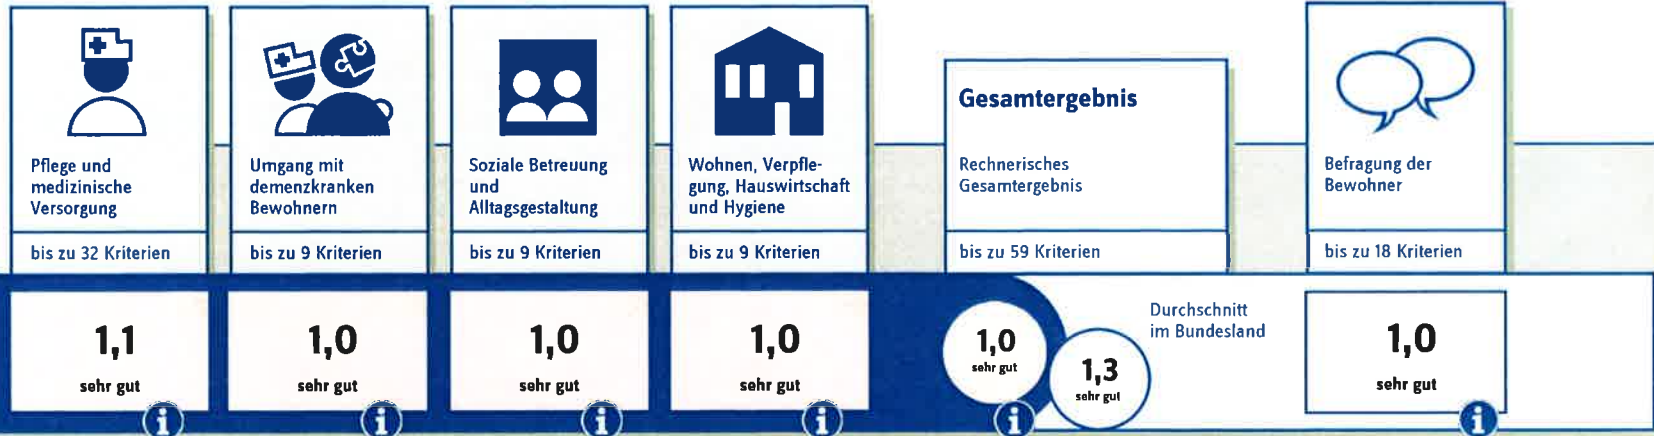 Pflege und
medizinische
Versorgung
bis zu 32 Kriterien
1,1
sehr gut
i
Umgang mit
demenzkranken
Bewohnern
bis zu 9 Kriterien
1,0
sehr gut
i
Soziale Betreuung
und
Alltagsgestaltung
bis zu 9 Kriterien
1,0
sehr gut
i
Wohnen, Verpfle-
gung, Hauswirtschaft
und Hygiene
bis zu 9 Kriterien
1,0
sehr gut
i
Gesamtergebnis
Rechnerisches
Gesamtergebnis
bis zu 59 Kriterien
1,0
sehr gut
i
1,3
sehr gut
Durchschnitt
im Bundesland
Befragung der
Bewohner
bis zu 18 Kriterien
1,0
sehr gut
i